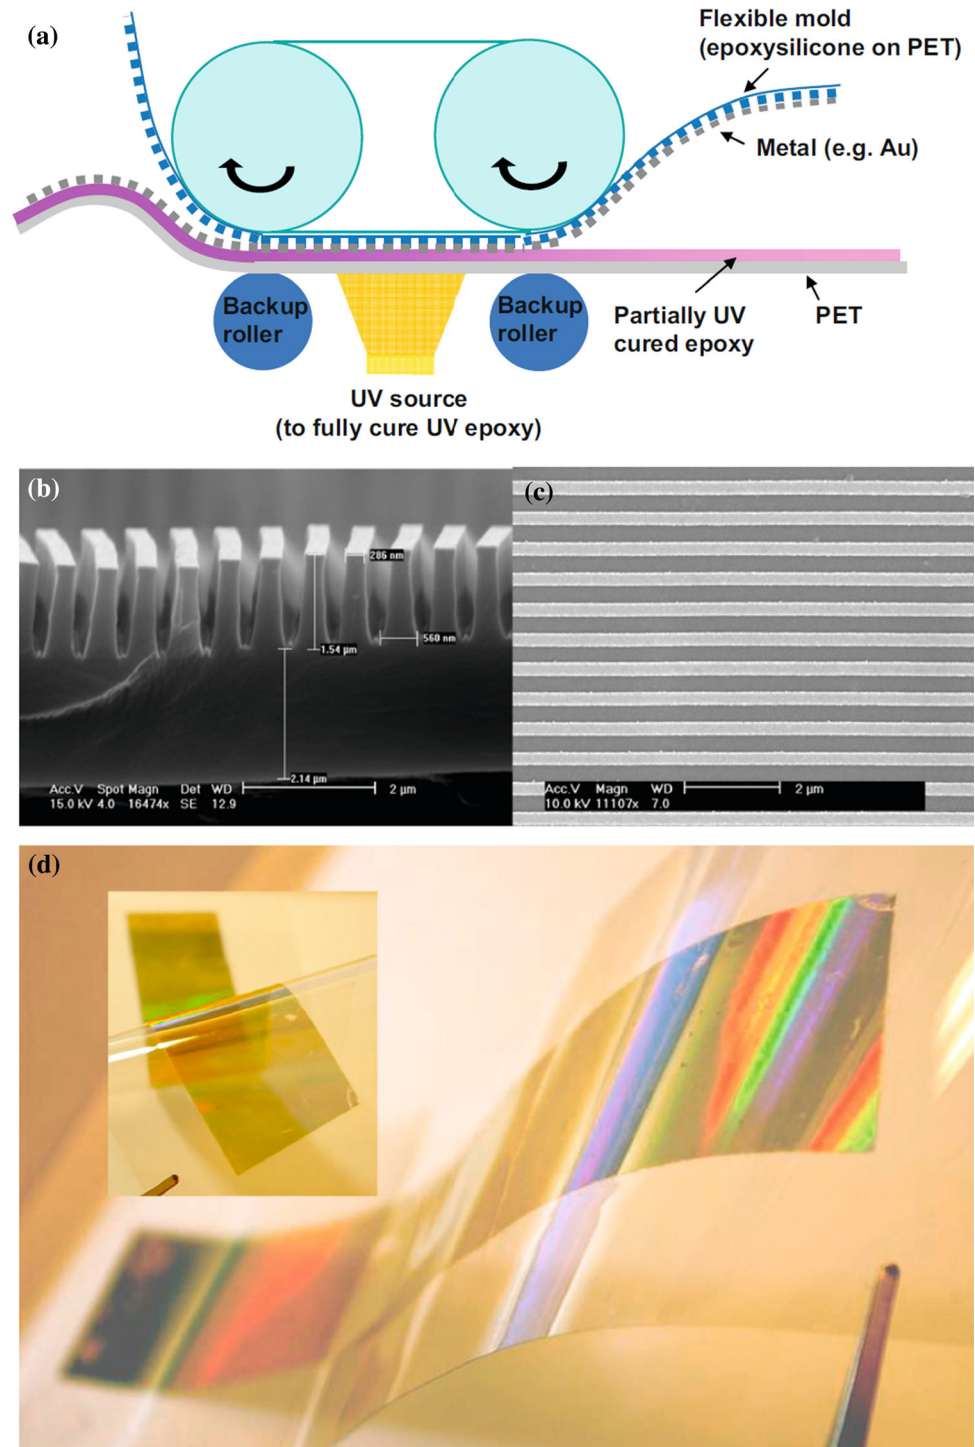 (a)
Flexible mold
(epoxysilicone on PET)
Metal (e.g. Au)
Backup
roller
Backup
roller
Partially UV
cured epoxy
PET
UV source
(to fully cure UV epoxy)
(b)
286 nm
560 nm
1.54 µm
2.14 µm
Acc.V Spot Magn Det WD
15.0 kV 4.0 16474x SE 12.9
2 µm
(c)
Acc.V Magn WD
10.0 kV 11107x 7.0
2 µm
(d)